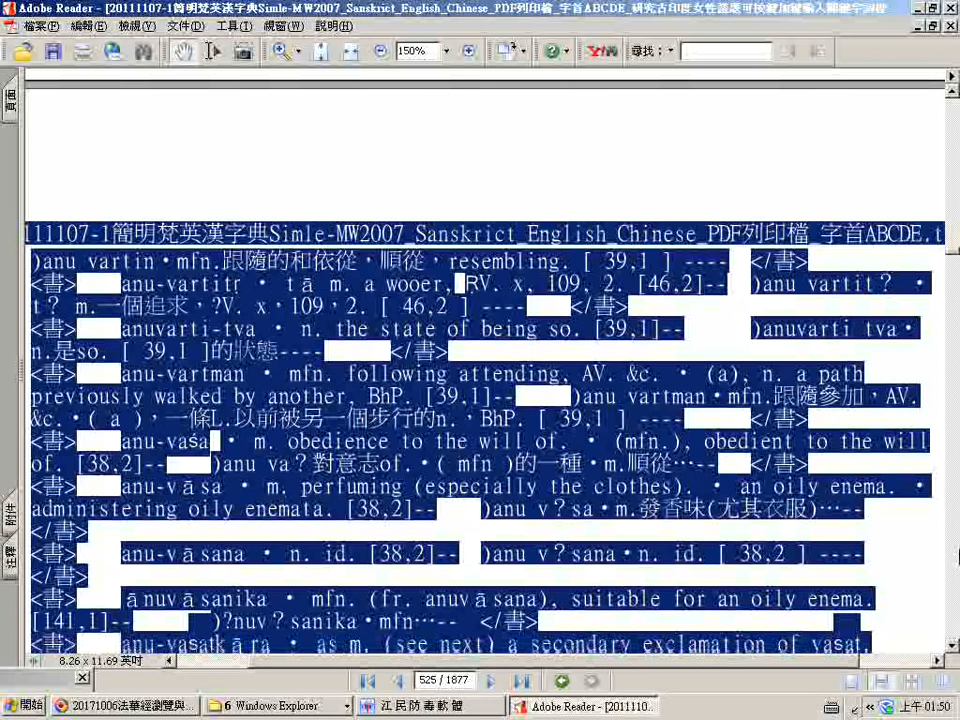 Adobe Reader - [20111107-1簡明梵英漢字典Simle-MW2007_Sanskrict_English_Chinese_PDF列印檔_字首ABCDE_研究古印度女性
檔案(F) 編輯(E) 檢視(V) 文件(D) 工具(T) 視窗(W) 說明(H)
150% 尋找:
頁面
附件
注釋
111107-1簡明梵英漢字典Simle-MW2007_Sanskrict_English_Chinese_PDF列印檔_字首ABCDE.t
)anu vartin•mfn.跟隨的和依從，順從，resembling. [ 39,1 ] ---- </書>
<書> anu-vartitṛ • tā m. a wooer, RV. x, 109, 2. [46,2]-- )anu vartit? •
t? m.一個追求，?V. x，109，2. [ 46,2 ] ---- </書>
<書> anuvarti-tva • n. the state of being so. [39,1]-- )anuvarti tva•
n.是so. [ 39,1 ]的狀態---- </書>
<書> anu-vartman • mfn. following attending, AV. &c. • (a), n. a path
previously walked by another, BhP. [39,1]-- )anu vartman•mfn.跟隨參加，AV.
&c.•( a )，一條L.以前被另一個步行的n.，BhP. [ 39,1 ] ---- </書>
<書> anu-vaśa • m. obedience to the will of. • (mfn.), obedient to the will
of. [38,2]-- )anu va?對意志of.•( mfn )的一種•m.順從…-- </書>
<書> anu-vāsa • m. perfuming (especially the clothes). • an oily enema. •
administering oily enemata. [38,2]-- )anu v?sa•m.發香味(尤其衣服)…--
</書>
<書> anu-vāsana • n. id. [38,2]-- )anu v?sana•n. id. [ 38,2 ] ----
</書>
<書> ānuvāsanika • mfn. (fr. anuvāsana), suitable for an oily enema.
[141,1]-- )?nuv?sanika•mfn…-- </書>
<書> anu-vaṣaṭkāra • as m. (see next) a secondary exclamation of vaṣaṭ,
8.26 x 11.69 英吋
525 / 1877
開始 20171006法華經瀏覽與... 6 Windows Explorer 江民防毒軟體 Adobe Reader - [2011110... 上午 01:50